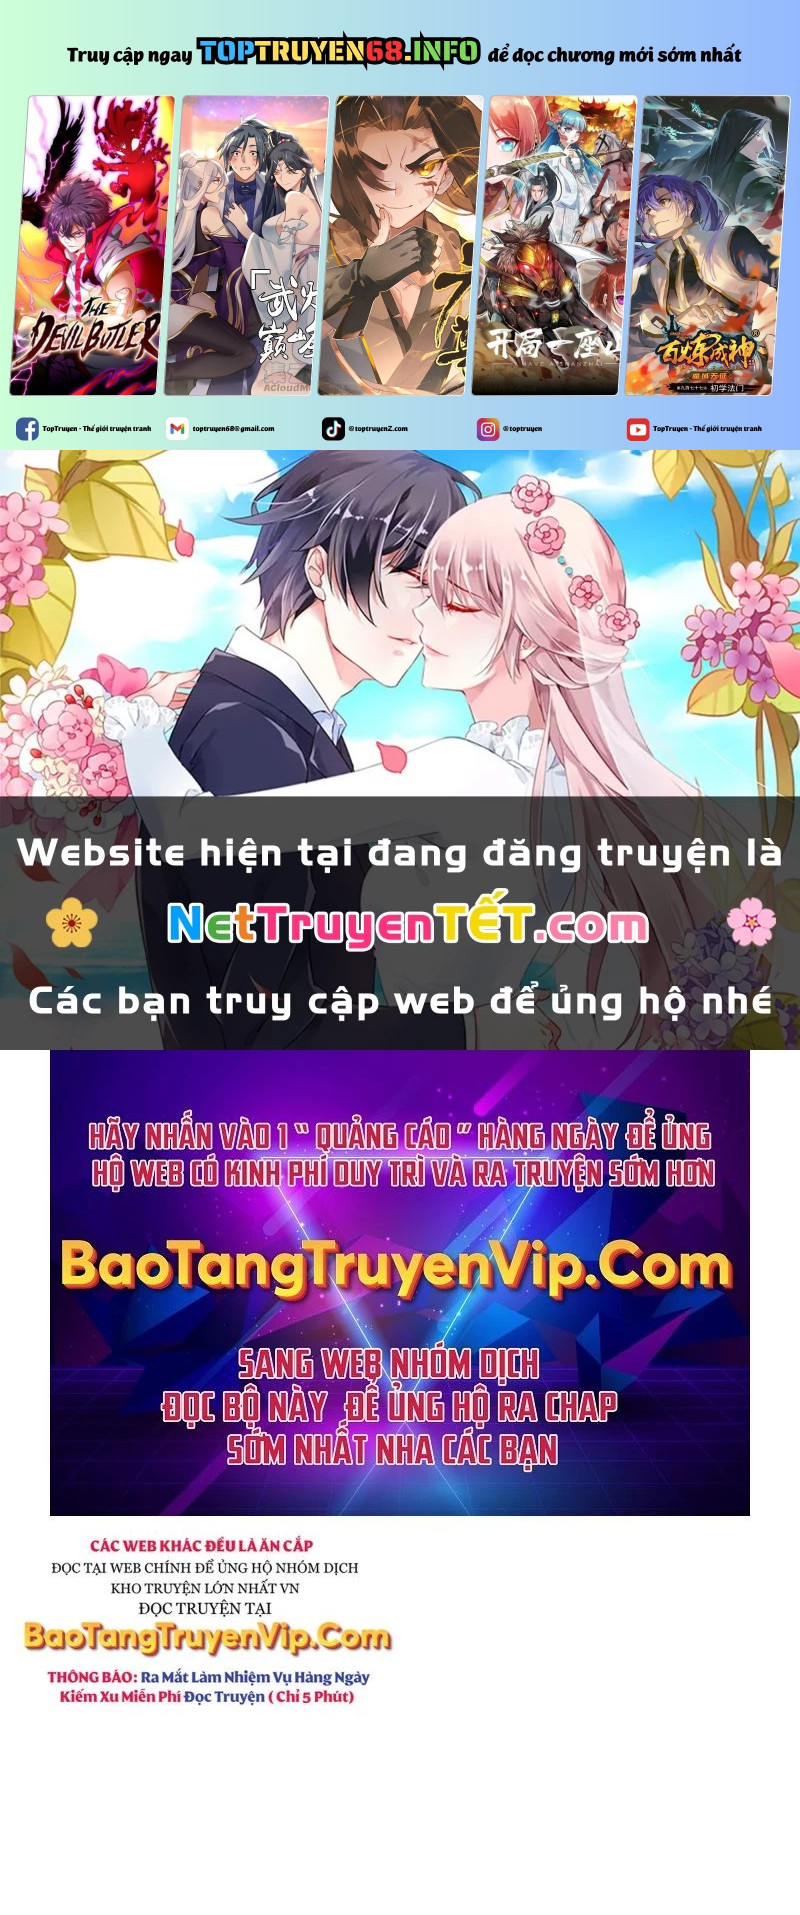 Truy cập ngay TOPTRUYEN68.INFO để đọc chương mới sớm nhất
THE
DEVIL BUTLER
开局一座山
百炼成神
初学法门
TopTruyen - Thế giới truyện tranh
toptruyen68@gmail.com
@toptruyenZ.com
@toptruyen
TopTruyen - Thế giới truyện tranh
Website hiện tại đang đăng truyện là
NetTruyenTẾT.com
Các bạn truy cập web để ủng hộ nhé
HÃY NHẤN VÀO 1 " QUẢNG CÁO " HÀNG NGÀY ĐỂ ỦNG
HỘ WEB CÓ KINH PHÍ DUY TRÌ VÀ RA TRUYỆN SỚM HƠN
BaoTangTruyenVip.Com
SANG WEB NHÓM DỊCH
ĐỌC BỘ NÀY ĐỂ ỦNG HỘ RA CHAP
SỚM NHẤT NHA CÁC BẠN
CÁC WEB KHÁC ĐỀU LÀ ĂN CẮP
ĐỌC TẠI WEB CHÍNH ĐỂ ỦNG HỘ NHÓM DỊCH
KHO TRUYỆN LỚN NHẤT VN
ĐỌC TRUYỆN TẠI
BaoTangTruyenVip.Com
THÔNG BÁO: Ra Mắt Làm Nhiệm Vụ Hàng Ngày
Kiếm Xu Miễn Phí Đọc Truyện ( Chỉ 5 Phút)